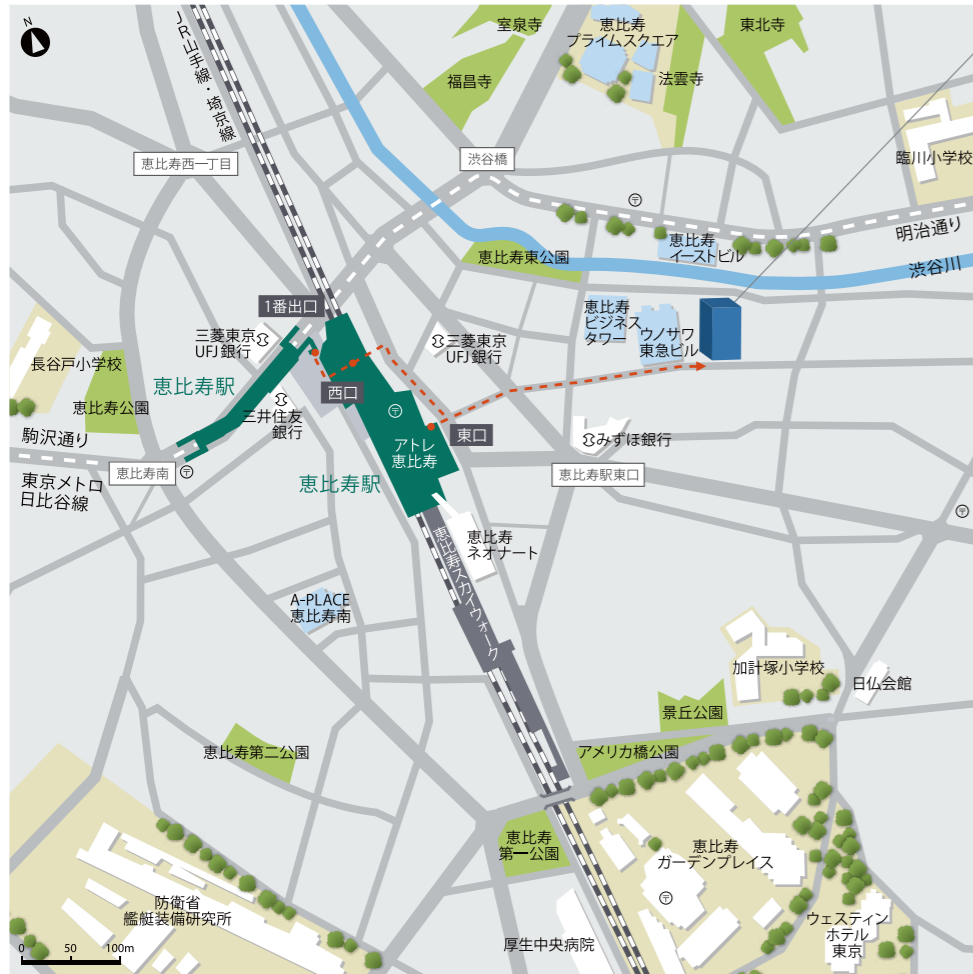 N
JR山手線・埼京線
室泉寺
恵比寿
プライムスクエア
東北寺
福昌寺
法雲寺
臨川小学校
恵比寿西一丁目
渋谷橋
〒
明治通り
恵比寿
イーストビル
渋谷川
恵比寿東公園
1番出口
三菱東京
UFJ銀行
三菱東京
UFJ銀行
恵比寿
ビジネス
タワー
ウノサワ
東急ビル
長谷戸小学校
恵比寿駅
恵比寿公園
西口
三井住友
銀行
〒
東口
駒沢通り
アトレ
恵比寿
みずほ銀行
恵比寿南
〒
恵比寿駅東口
東京メトロ
日比谷線
恵比寿駅
〒
恵比寿
ネオナート
恵比寿スカイウォーク
A-PLACE
恵比寿南
加計塚小学校
日仏会館
景丘公園
恵比寿第二公園
アメリカ橋公園
恵比寿
第一公園
恵比寿
ガーデンプレイス
〒
防衛省
艦艇装備研究所
ウェスティン
ホテル
東京
厚生中央病院
0 50 100m